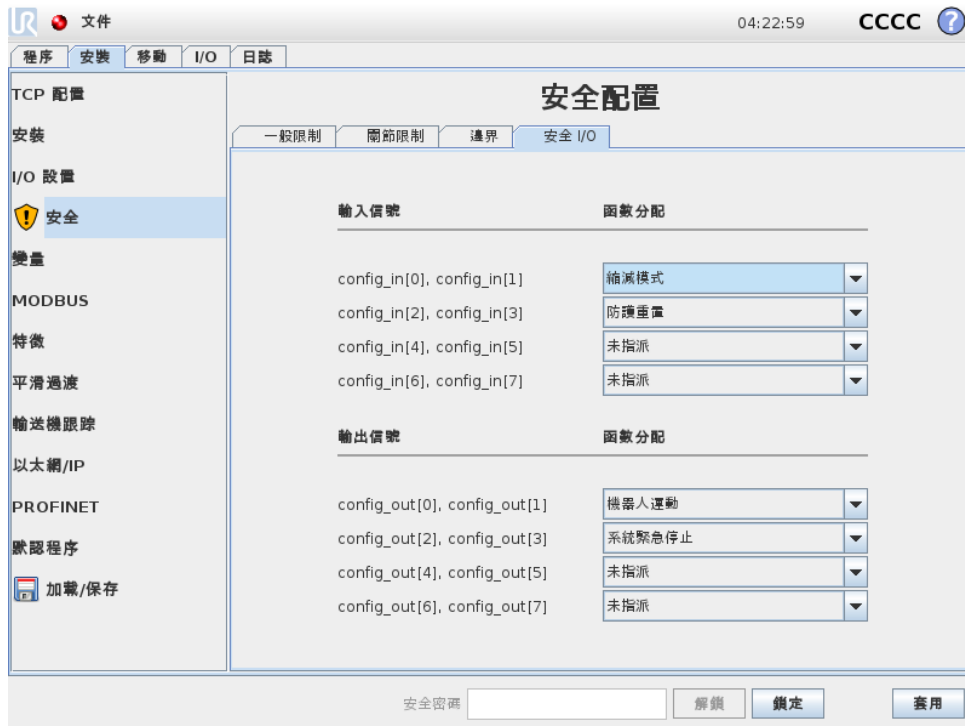 UR 文件 04:22:59 CCCC ?
程序 安裝 移動 I/O 日誌
TCP 配置
安裝
I/O 設置
安全
變量
MODBUS
特徵
平滑過渡
輸送機跟踪
以太網/IP
PROFINET
默認程序
加載/保存
安全配置
一般限制 關節限制 邊界 安全 I/O
輸入信號 函數分配
config_in[0], config_in[1] 縮減模式
config_in[2], config_in[3] 防護重置
config_in[4], config_in[5] 未指派
config_in[6], config_in[7] 未指派
輸出信號 函數分配
config_out[0], config_out[1] 機器人運動
config_out[2], config_out[3] 系統緊急停止
config_out[4], config_out[5] 未指派
config_out[6], config_out[7] 未指派
安全密碼 解鎖 鎖定 套用